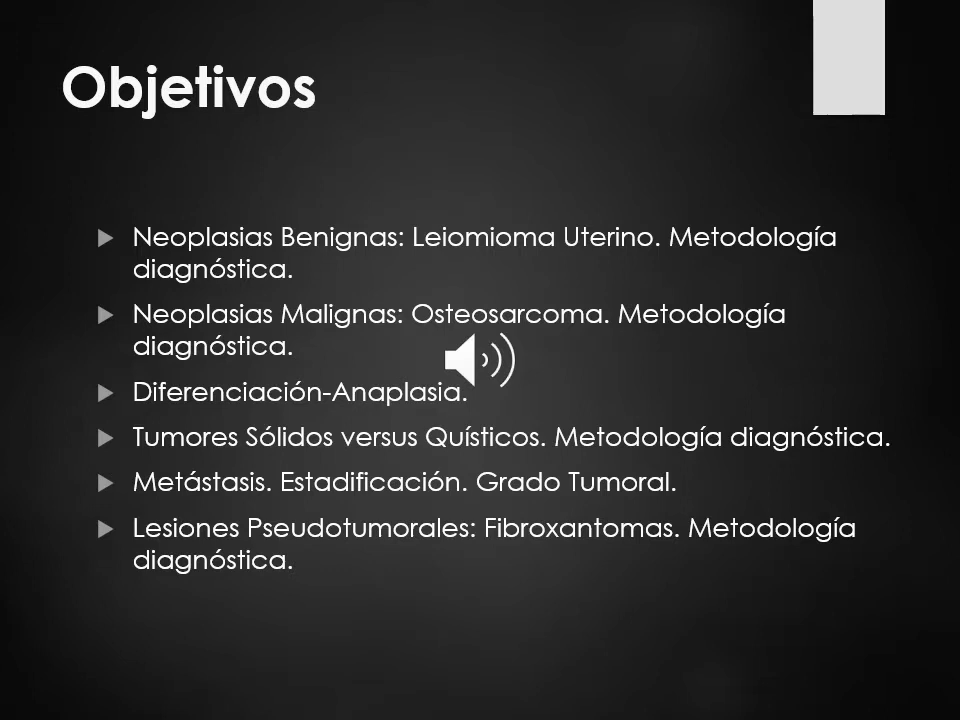 Objetivos
Neoplasias Benignas: Leiomioma Uterino. Metodología
diagnóstica.
Neoplasias Malignas: Osteosarcoma. Metodología
diagnóstica.
Diferenciación-Anaplasia.
Tumores Sólidos versus Quísticos. Metodología diagnóstica.
Metástasis. Estadificación. Grado Tumoral.
Lesiones Pseudotumorales: Fibroxantomas. Metodología
diagnóstica.